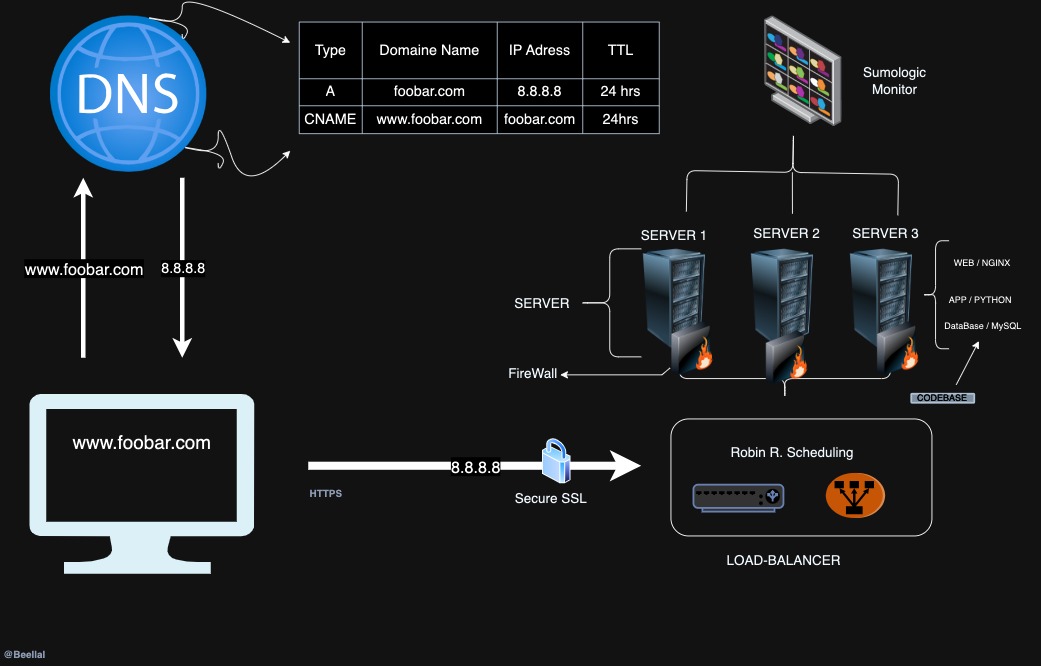 DNS
Type Domaine Name IP Adress TTL
A foobar.com 8.8.8.8 24 hrs
CNAME www.foobar.com foobar.com 24hrs
Sumologic
Monitor
www.foobar.com
8.8.8.8
SERVER 1
SERVER 2
SERVER 3
SERVER
WEB / NGINX
APP / PYTHON
DataBase / MySQL
FireWall
CODEBASE
www.foobar.com
8.8.8.8
HTTPS
Secure SSL
Robin R. Scheduling
LOAD-BALANCER
@Beellal